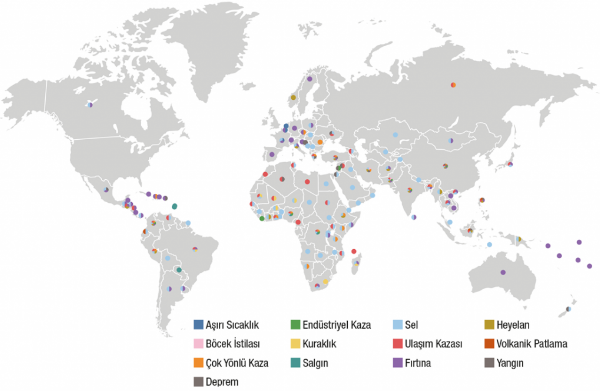 Aşırı Sıcaklık
Endüstriyel Kaza
Sel
Heyelan
Böcek İstilası
Kuraklık
Ulaşım Kazası
Volkanik Patlama
Çok Yönlü Kaza
Salgın
Fırtına
Yangın
Deprem